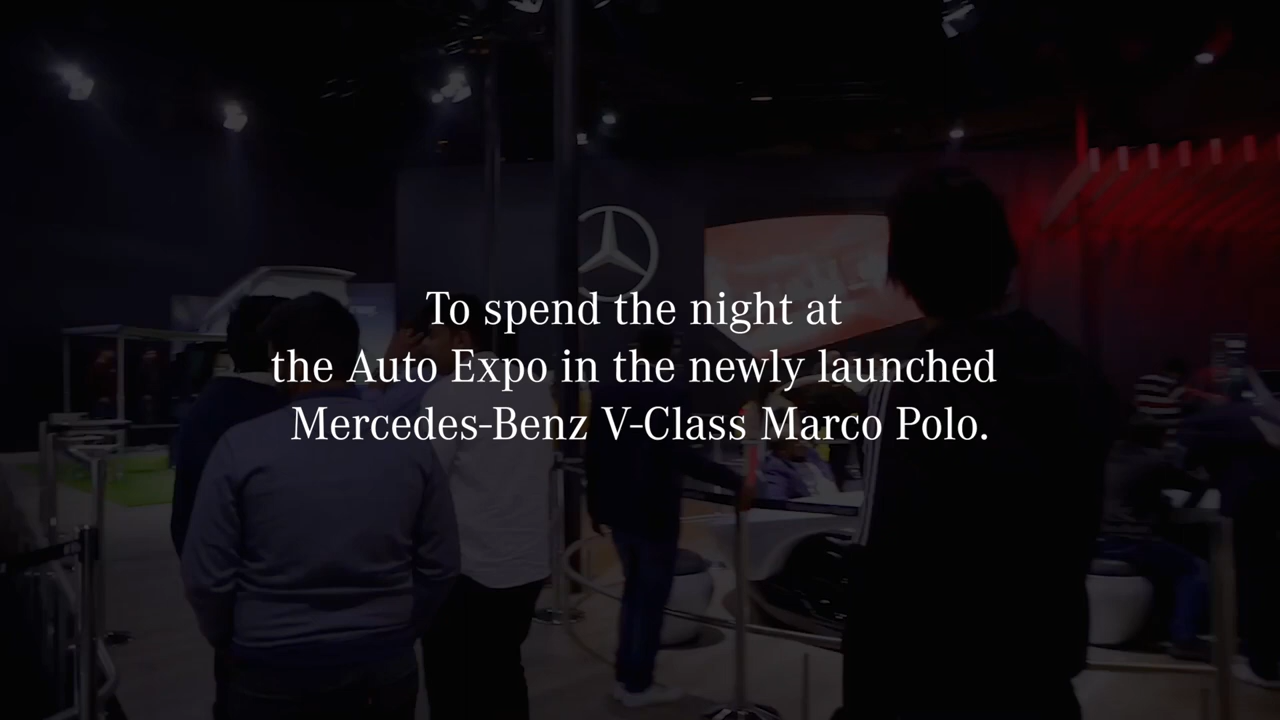 To spend the night at
the Auto Expo in the newly launched
Mercedes-Benz V-Class Marco Polo.